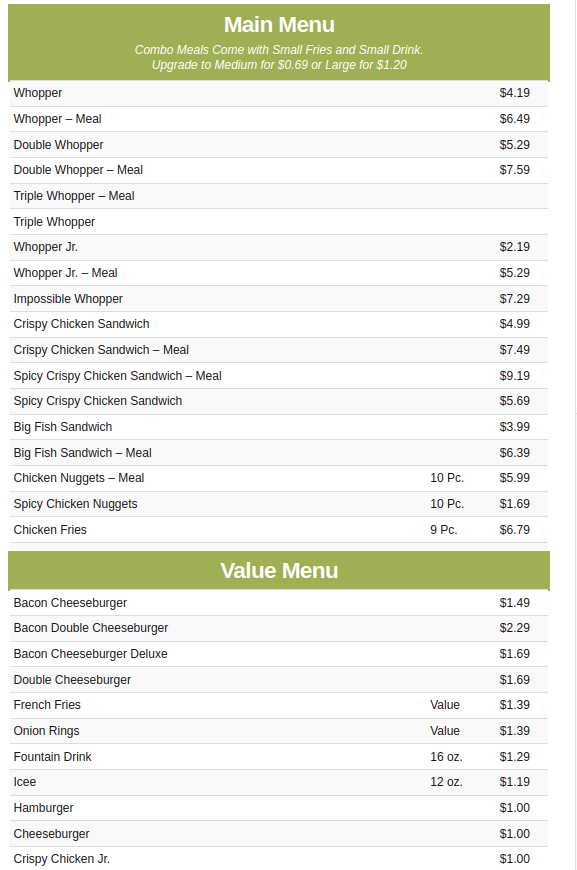 Main Menu
Combo Meals Come with Small Fries and Small Drink.
Upgrade to Medium for $0.69 or Large for $1.20
Whopper $4.19
Whopper – Meal $6.49
Double Whopper $5.29
Double Whopper – Meal $7.59
Triple Whopper – Meal
Triple Whopper
Whopper Jr. $2.19
Whopper Jr. – Meal $5.29
Impossible Whopper $7.29
Crispy Chicken Sandwich $4.99
Crispy Chicken Sandwich – Meal $7.49
Spicy Crispy Chicken Sandwich – Meal $9.19
Spicy Crispy Chicken Sandwich $5.69
Big Fish Sandwich $3.99
Big Fish Sandwich – Meal $6.39
Chicken Nuggets – Meal 10 Pc. $5.99
Spicy Chicken Nuggets 10 Pc. $1.69
Chicken Fries 9 Pc. $6.79
Value Menu
Bacon Cheeseburger $1.49
Bacon Double Cheeseburger $2.29
Bacon Cheeseburger Deluxe $1.69
Double Cheeseburger $1.69
French Fries Value $1.39
Onion Rings Value $1.39
Fountain Drink 16 oz. $1.29
Icee 12 oz. $1.19
Hamburger $1.00
Cheeseburger $1.00
Crispy Chicken Jr. $1.00